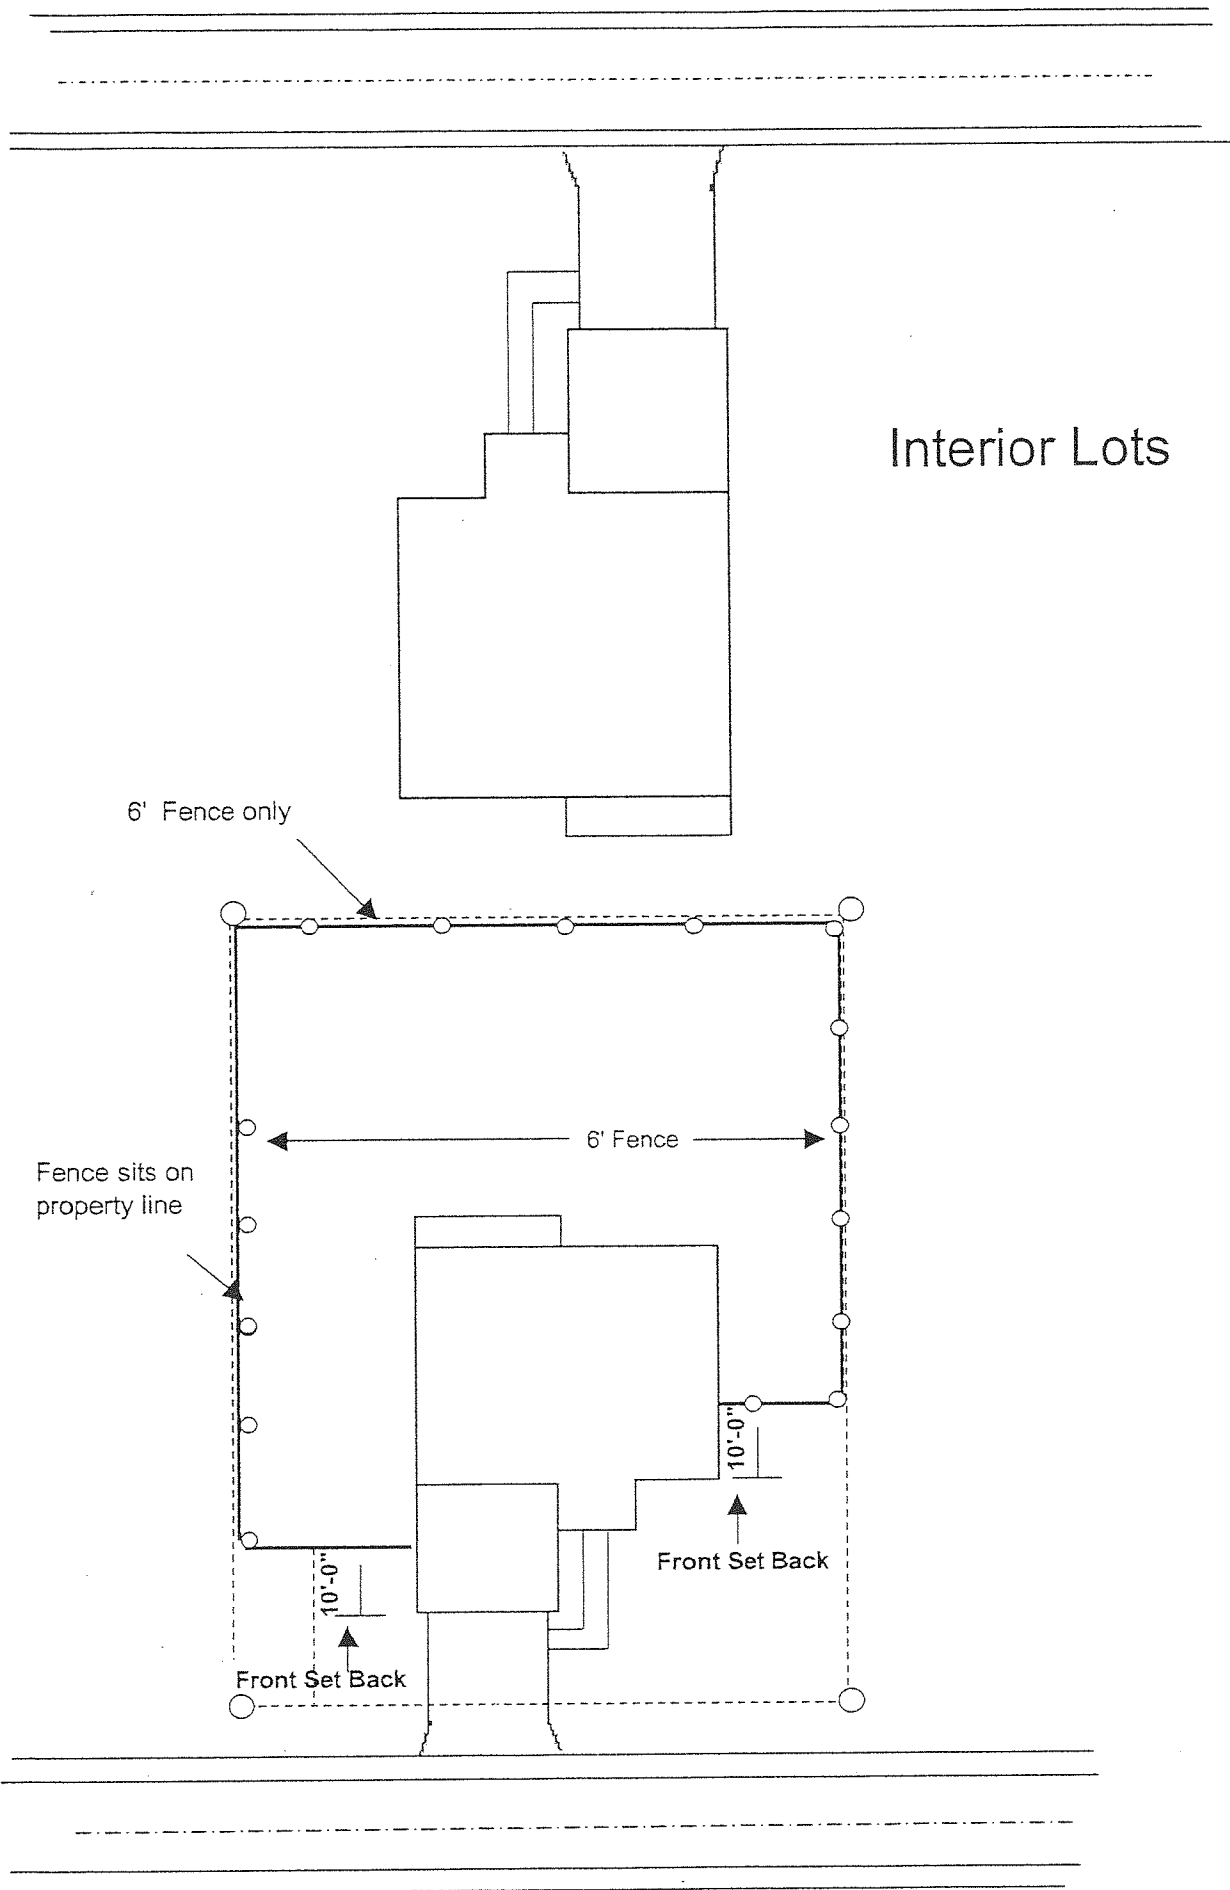 Interior Lots
6' Fence only
6' Fence
Fence sits on
property line
10'-0"
Front Set Back
10'-0"
Front Set Back